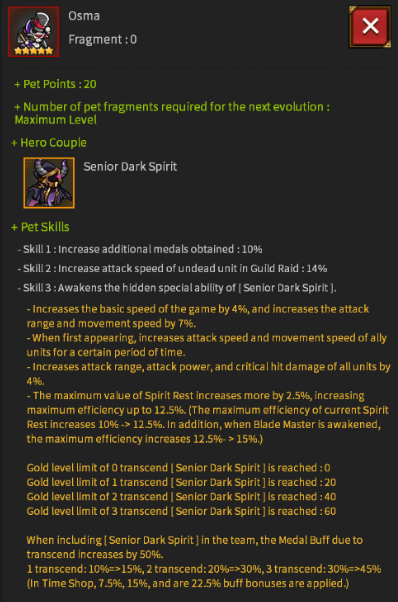 Osma
Fragment : 0
+ Pet Points : 20
+ Number of pet fragments required for the next evolution :
Maximum Level
+ Hero Couple
Senior Dark Spirit
+ Pet Skills
- Skill 1 : Increase additional medals obtained : 10%
- Skill 2 : Increase attack speed of undead unit in Guild Raid : 14%
- Skill 3 : Awakens the hidden special ability of [ Senior Dark Spirit ].
- Increases the basic speed of the game by 4%, and increases the attack
range and movement speed by 7%.
- When first appearing, increases attack speed and movement speed of ally
units for a certain period of time.
- Increases attack range, attack power, and critical hit damage of all units by
4%.
- The maximum value of Spirit Rest increases more by 2.5%, increasing
maximum efficiency up to 12.5%. (The maximum efficiency of current Spirit
Rest increases 10% -> 12.5%. In addition, when Blade Master is awakened,
the maximum efficiency increases 12.5%- > 15%.)
Gold level limit of 0 transcend [ Senior Dark Spirit ] is reached : 0
Gold level limit of 1 transcend [ Senior Dark Spirit ] is reached : 20
Gold level limit of 2 transcend [ Senior Dark Spirit ] is reached : 40
Gold level limit of 3 transcend [ Senior Dark Spirit ] is reached : 60
When including [ Senior Dark Spirit ] in the team, the Medal Buff due to
transcend increases by 50%.
1 transcend: 10%=>15%, 2 transcend: 20%=>30%, 3 transcend: 30%=>45%
(In Time Shop, 7.5%, 15%, and are 22.5% buff bonuses are applied.)